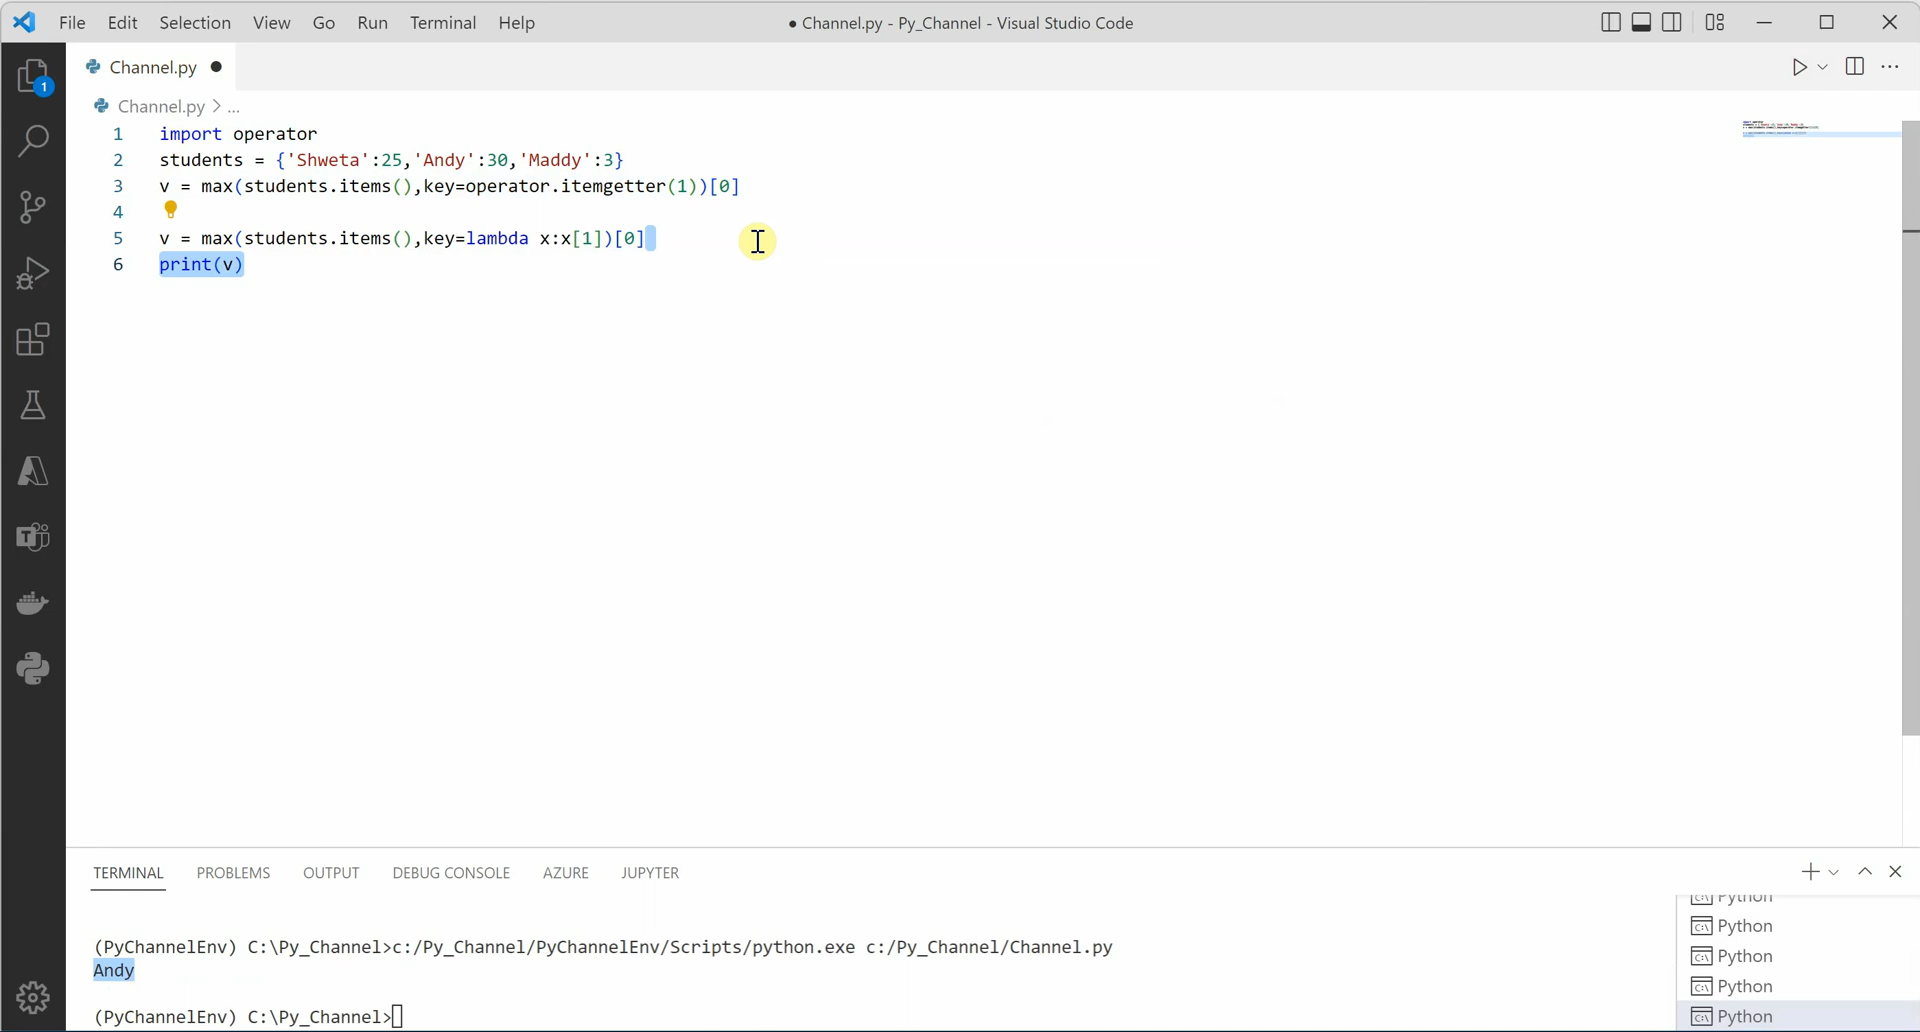 File Edit Selection View Go Run Terminal Help ● Channel.py - Py_Channel - Visual Studio Code
Channel.py ●
1
Channel.py > ...
1 import operator
2 students = {'Shweta':25,'Andy':30,'Maddy':3}
3 v = max(students.items(),key=operator.itemgetter(1))[0]
4
5 v = max(students.items(),key=lambda x:x[1])[0]
6 print(v)
TERMINAL PROBLEMS OUTPUT DEBUG CONSOLE AZURE JUPYTER
(PyChannelEnv) C:\Py_Channel>c:/Py_Channel/PyChannelEnv/Scripts/python.exe c:/Py_Channel/Channel.py
Andy
(PyChannelEnv) C:\Py_Channel>
Python
Python
Python
Python
Python